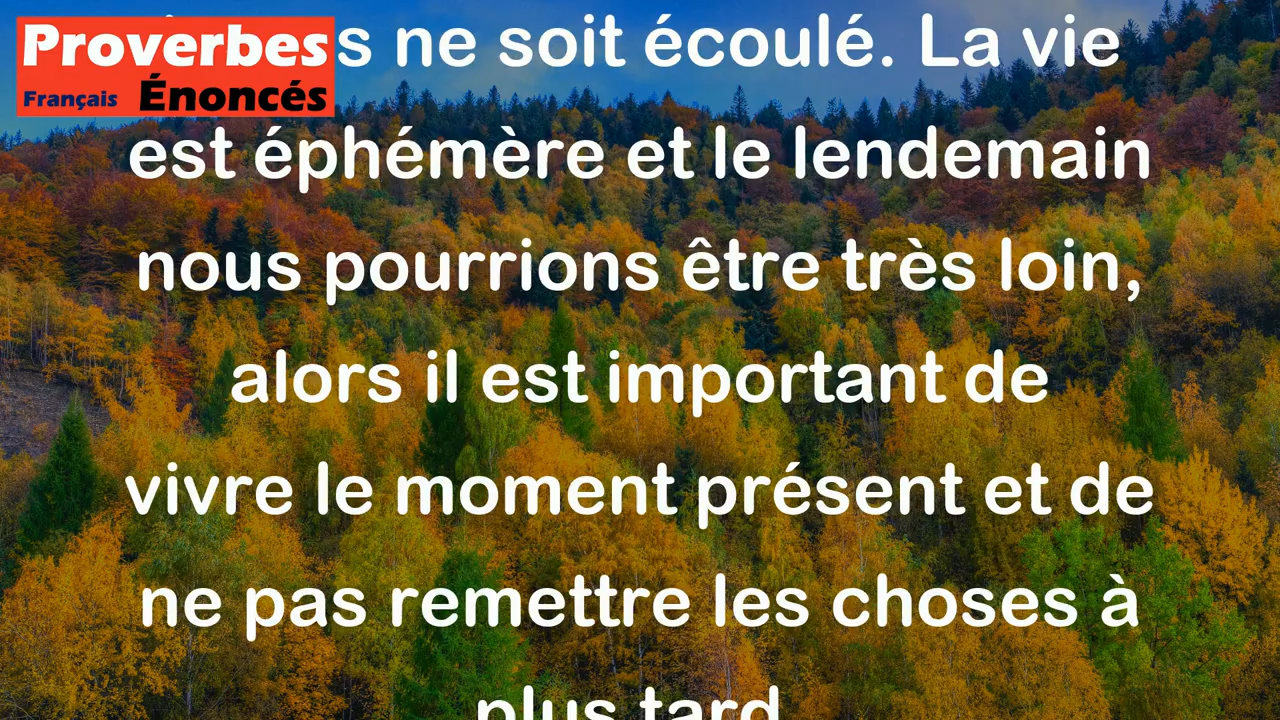 Proverbes
Français Énoncés
ne soit écoulé. La vie
est éphémère et le lendemain
nous pourrions être très loin,
alors il est important de
vivre le moment présent et de
ne pas remettre les choses à
plus tard